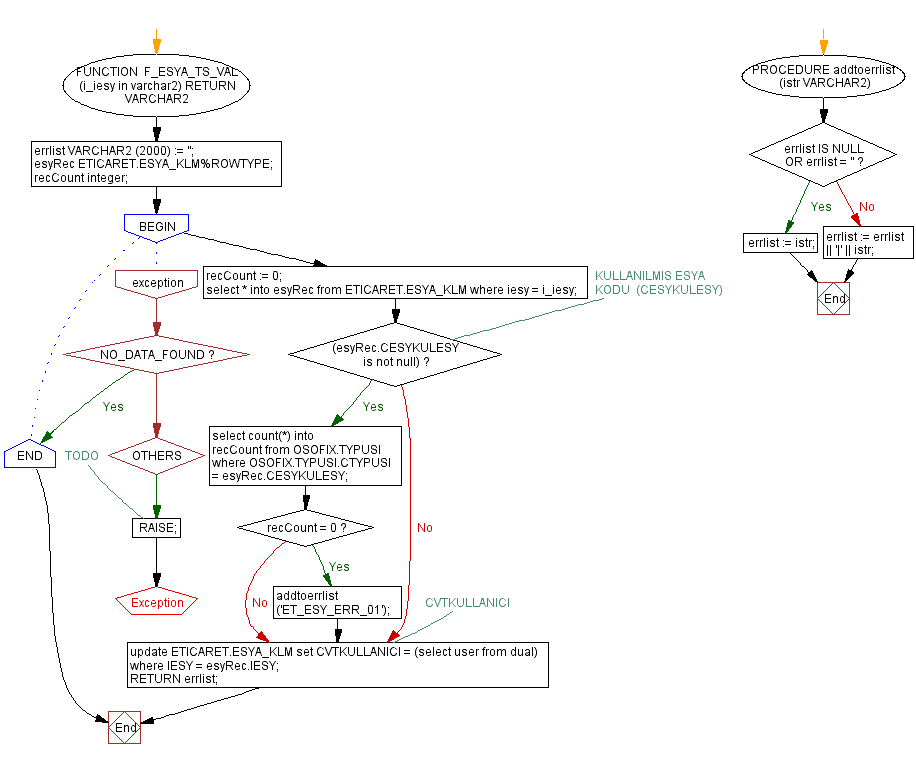 FUNCTION F_ESYA_TS_VAL
(i_iesy in varchar2) RETURN
VARCHAR2
errlist VARCHAR2 (2000) := '';
esyRec ETICARET.ESYA_KLM%ROWTYPE;
recCount integer;
BEGIN
exception
recCount := 0;
select * into esyRec from ETICARET.ESYA_KLM where iesy = i_iesy;
KULLANILMIS ESYA
KODU (CESYKULESY)
NO_DATA_FOUND ?
(esyRec.CESYKULESY
is not null) ?
Yes
Yes
END
TODO
OTHERS
select count(*) into
recCount from OSOFIX.TYPUSI
where OSOFIX.TYPUSI.CTYPUSI
= esyRec.CESYKULESY;
RAISE;
recCount = 0 ?
No
Yes
Exception
No
addtoerrlist
('ET_ESY_ERR_01');
CVTKULLANICI
update ETICARET.ESYA_KLM set CVTKULLANICI = (select user from dual)
where IESY = esyRec.IESY;
RETURN errlist;
End
PROCEDURE addtoerrlist
(istr VARCHAR2)
errlist IS NULL
OR errlist = '' ?
Yes
No
errlist := istr;
errlist := errlist
|| '|' || istr;
End